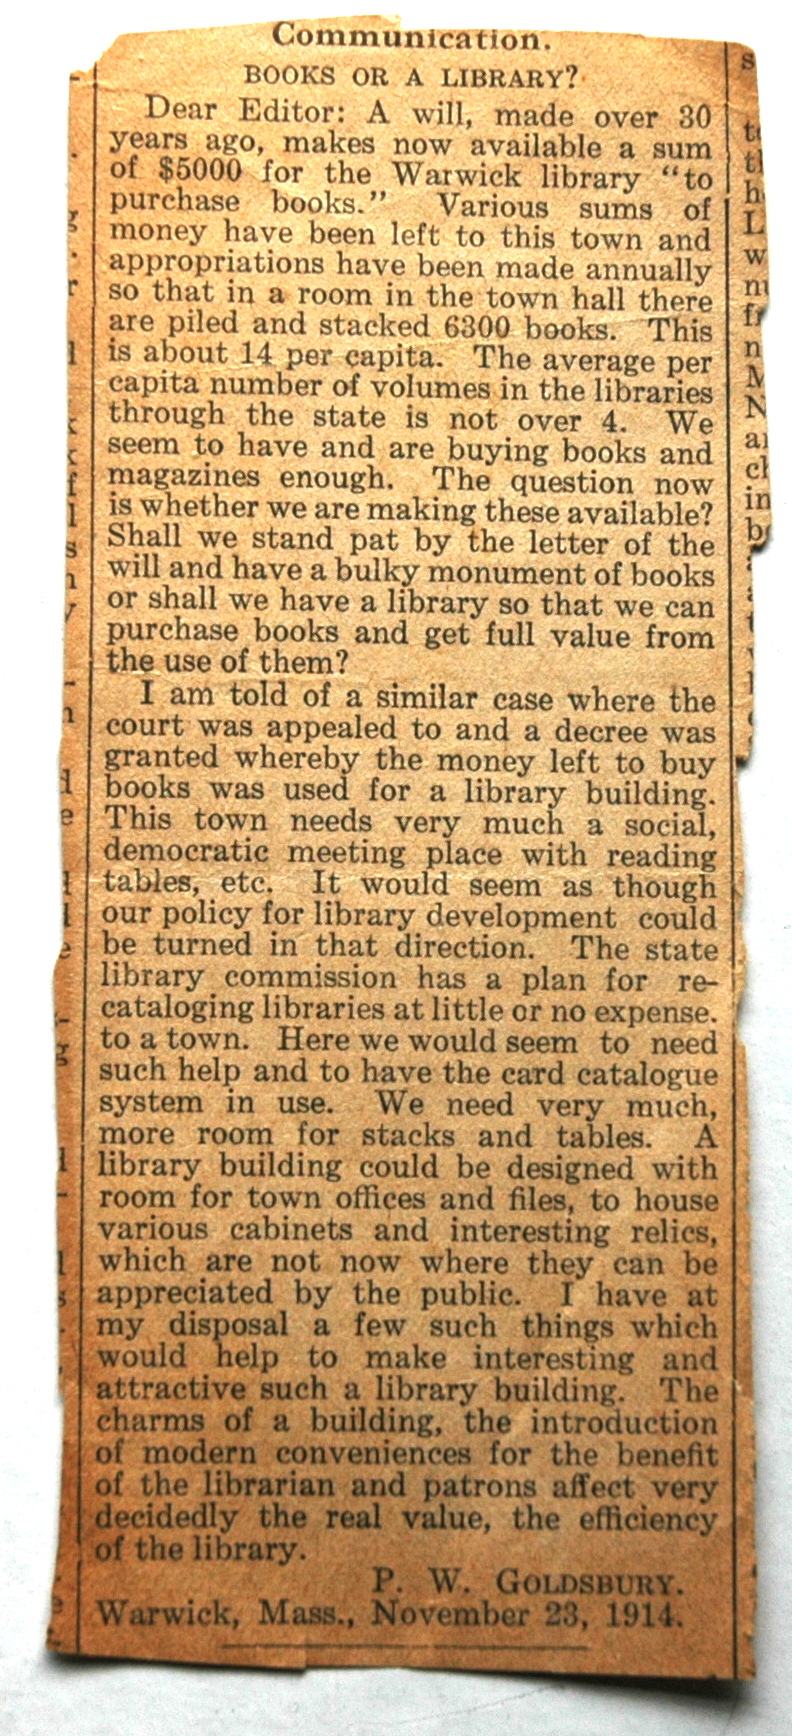 Communication.
BOOKS OR A LIBRARY?
Dear Editor: A will, made over 30
years ago, makes now available a sum
of $5000 for the Warwick library "to
purchase books." Various sums of
money have been left to this town and
appropriations have been made annually
so that in a room in the town hall there
are piled and stacked 6300 books. This
is about 14 per capita. The average per
capita number of volumes in the libraries
through the state is not over 4. We
seem to have and are buying books and
magazines enough. The question now
is whether we are making these available?
Shall we stand pat by the letter of the
will and have a bulky monument of books
or shall we have a library so that we can
purchase books and get full value from
the use of them?
I am told of a similar case where the
court was appealed to and a decree was
granted whereby the money left to buy
books was used for a library building.
This town needs very much a social,
democratic meeting place with reading
tables, etc. It would seem as though
our policy for library development could
be turned in that direction. The state
library commission has a plan for re-
cataloging libraries at little or no expense.
to a town. Here we would seem to need
such help and to have the card catalogue
system in use. We need very much,
more room for stacks and tables. A
library building could be designed with
room for town offices and files, to house
various cabinets and interesting relics,
which are not now where they can be
appreciated by the public. I have at
my disposal a few such things which
would help to make interesting and
attractive such a library building. The
charms of a building, the introduction
of modern conveniences for the benefit
of the librarian and patrons affect very
decidedly the real value, the efficiency
of the library.
P. W. GOLDSBURY.
Warwick, Mass., November 23, 1914.